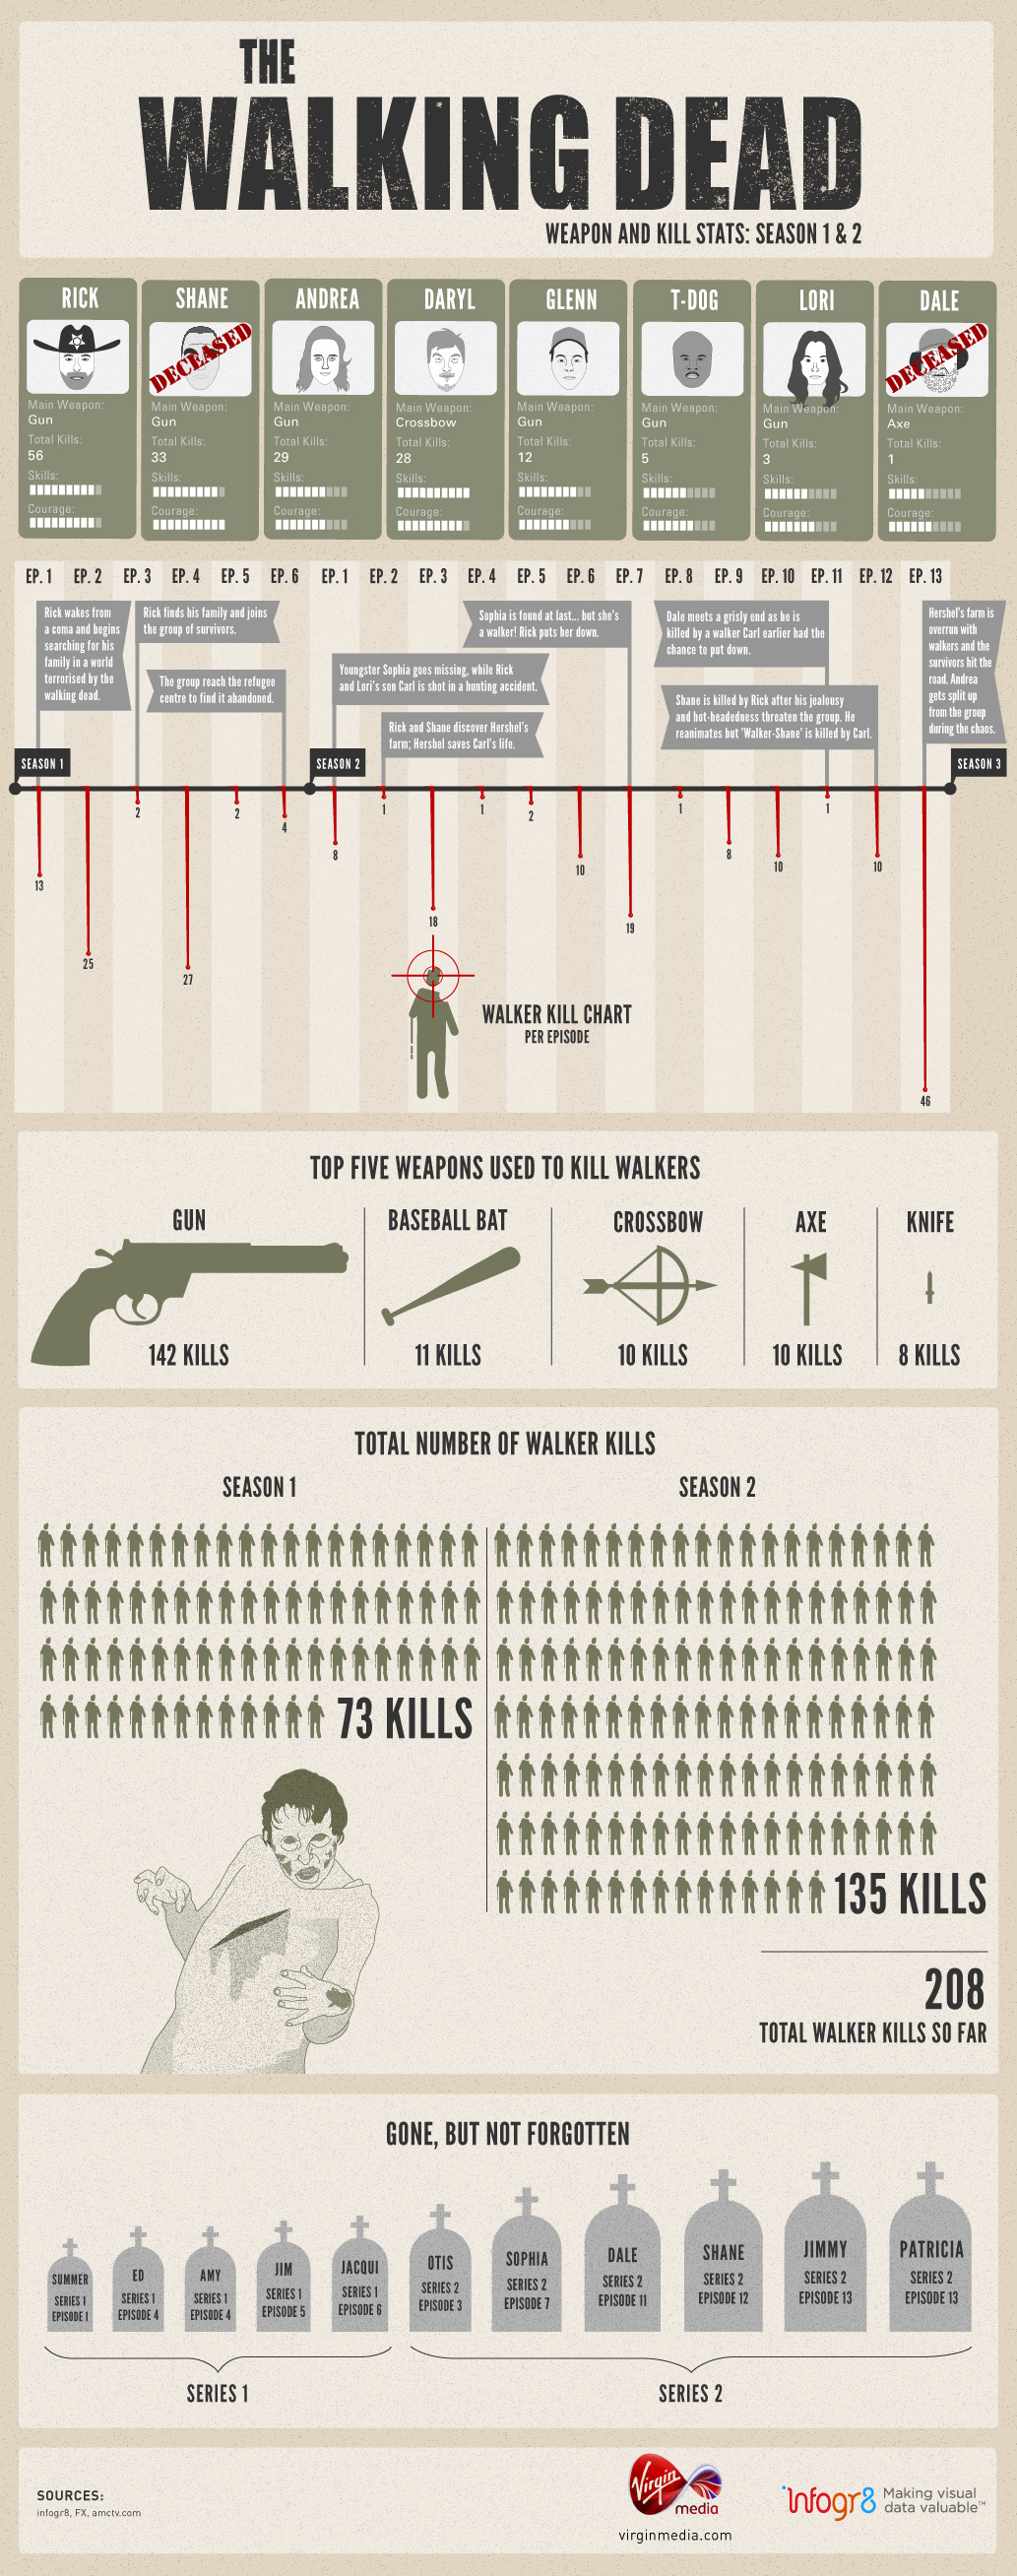 THE
WALKING DEAD
WEAPON AND KILL STATS: SEASON 1 & 2
RICK
DECEASED
Main Weapon:
Gun
Total Kills:
56
Skills:
Courage:
SHANE
Main Weapon:
Gun
Total Kills:
33
Skills:
Courage:
ANDREA
Main Weapon:
Gun
Total Kills:
29
Skills:
Courage:
DARYL
Main Weapon:
Crossbow
Total Kills:
28
Skills:
Courage:
GLENN
Main Weapon:
Gun
Total Kills:
12
Skills:
Courage:
T-DOG
Main Weapon:
Gun
Total Kills:
5
Skills:
Courage:
LORI
Main Weapon:
Gun
Total Kills:
3
Skills:
Courage:
DALE
DECEASED
Main Weapon:
Axe
Total Kills:
1
Skills:
Courage:
EP. 1 EP. 2 EP. 3 EP. 4 EP. 5 EP. 6 EP. 1 EP. 2 EP. 3 EP. 4 EP. 5 EP. 6 EP. 7 EP. 8 EP. 9 EP. 10 EP. 11 EP. 12 EP. 13
Rick wakes from
a coma and begins
searching for his
family in a world
terrorised by the
walking dead.
Rick finds his family and joins
the group of survivors.
The group reach the refugee
centre to find it abandoned.
Youngster Sophia goes missing, while Rick
and Lori's son Carl is shot in a hunting accident.
Rick and Shane discover Hershel's
farm; Hershel saves Carl's life.
Sophia is found at last... but she's
a walker! Rick puts her down.
Dale meets a grisly end as he is
killed by a walker Carl earlier had the
chance to put down.
Shane is killed by Rick after his jealousy
and hot-headedness threaten the group. He
reanimates but 'Walker-Shane' is killed by Carl.
Hershel's farm is
overrun with
walkers and the
survivors hit the
road. Andrea
gets split up
from the group
during the chaos.
SEASON 1
SEASON 2
SEASON 3
13 25 2 27 2 4 8 1 18 1 2 10 19 1 8 10 1 10 46
WALKER KILL CHART
PER EPISODE
TOP FIVE WEAPONS USED TO KILL WALKERS
GUN
142 KILLS
BASEBALL BAT
11 KILLS
CROSSBOW
10 KILLS
AXE
10 KILLS
KNIFE
8 KILLS
TOTAL NUMBER OF WALKER KILLS
SEASON 1
73 KILLS
SEASON 2
135 KILLS
208
TOTAL WALKER KILLS SO FAR
GONE, BUT NOT FORGOTTEN
SUMMER
SERIES 1
EPISODE 1
ED
SERIES 1
EPISODE 4
AMY
SERIES 1
EPISODE 4
JIM
SERIES 1
EPISODE 5
JACQUI
SERIES 1
EPISODE 6
OTIS
SERIES 2
EPISODE 3
SOPHIA
SERIES 2
EPISODE 7
DALE
SERIES 2
EPISODE 11
SHANE
SERIES 2
EPISODE 12
JIMMY
SERIES 2
EPISODE 13
PATRICIA
SERIES 2
EPISODE 13
SERIES 1
SERIES 2
SOURCES:
infogr8, FX, amctv.com
Virgin
media
virginmedia.com
infogr8
Making visual
data valuable™